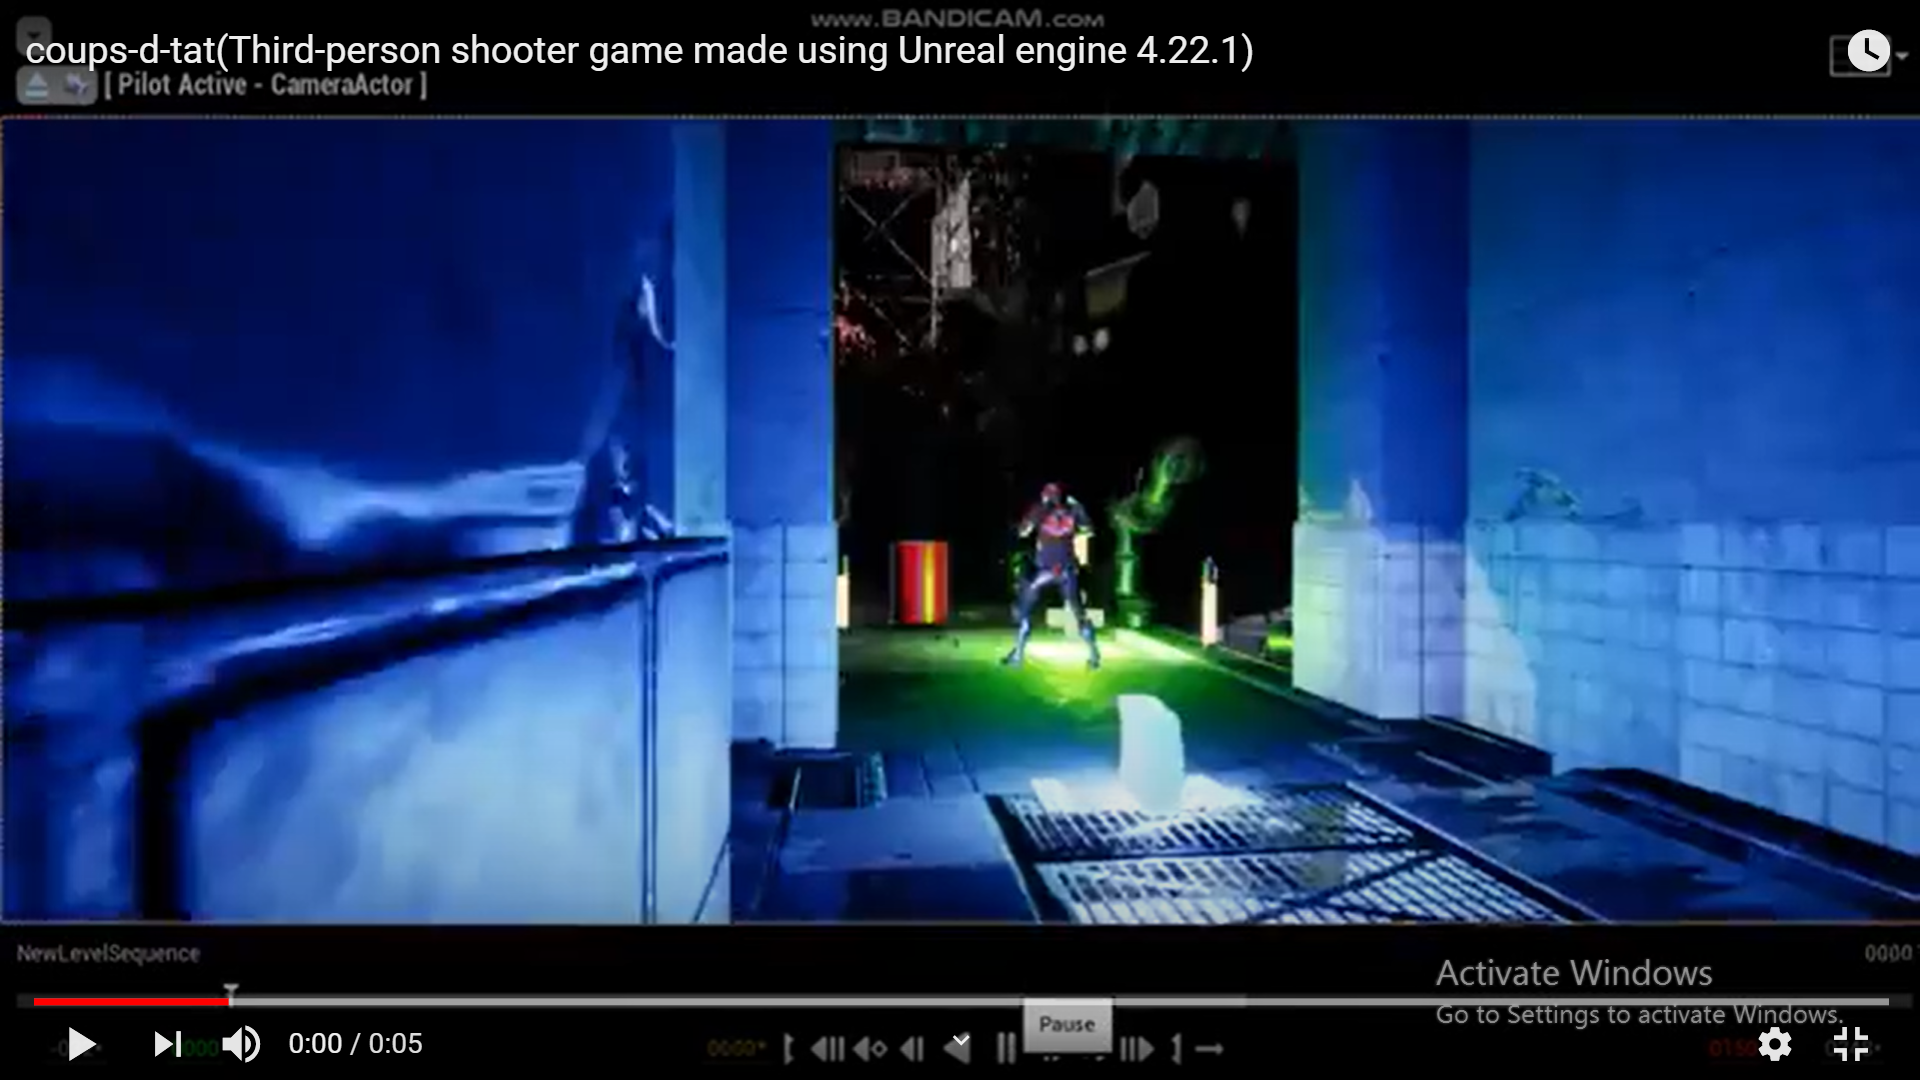 www.BANDICAM.com
coups-d-tat(Third-person shooter game made using Unreal engine 4.22.1)
[ Pilot Active - CameraActor ]
NewLevelSequence
0000
Activate Windows
Go to Settings to activate Windows.
Pause
0:00 / 0:05